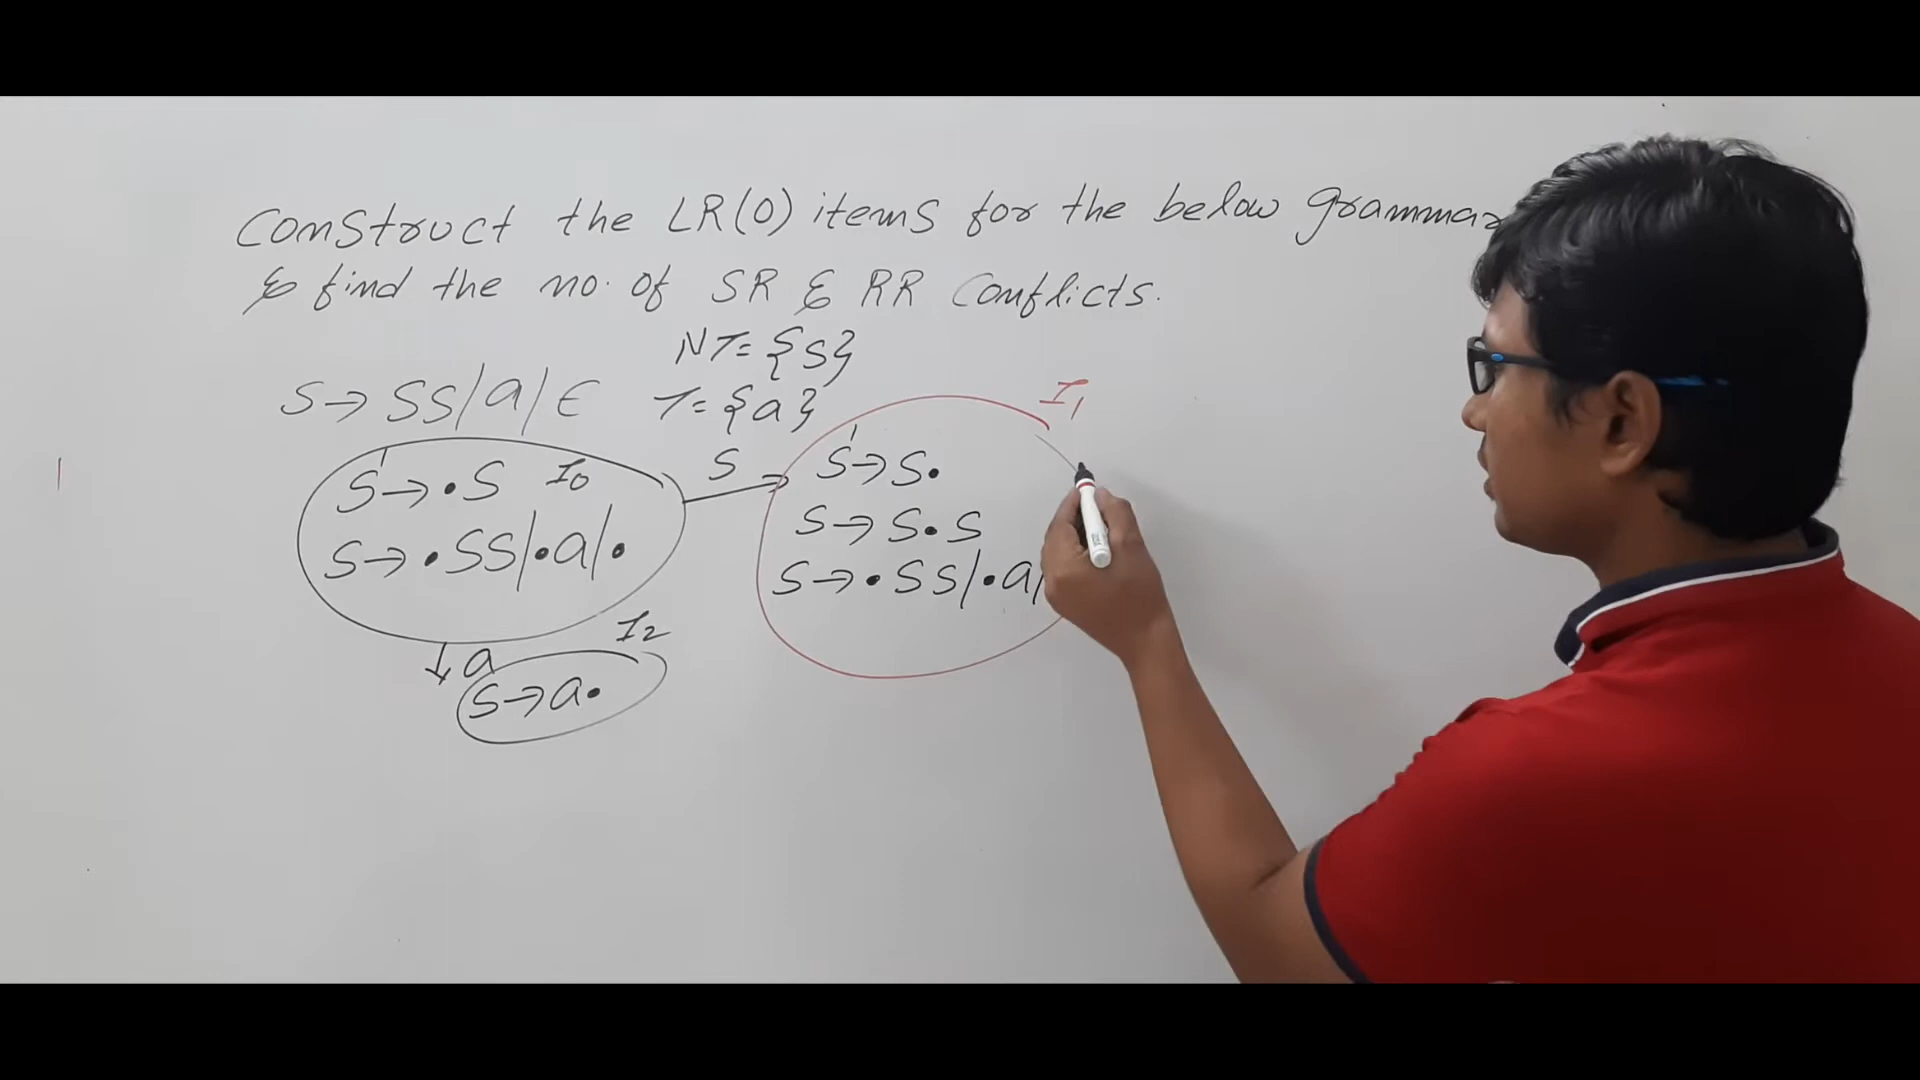 Construct the LR(0) items for the below grammar
& find the no. of SR & RR Conflicts.
NT = {S}
S → SS/a/ϵ
T = {a}
S' → •S
I0
S → •SS/•a/•
S
I1
S' → S•
S → S•S
S → •SS/•a/
a
I2
S → a•